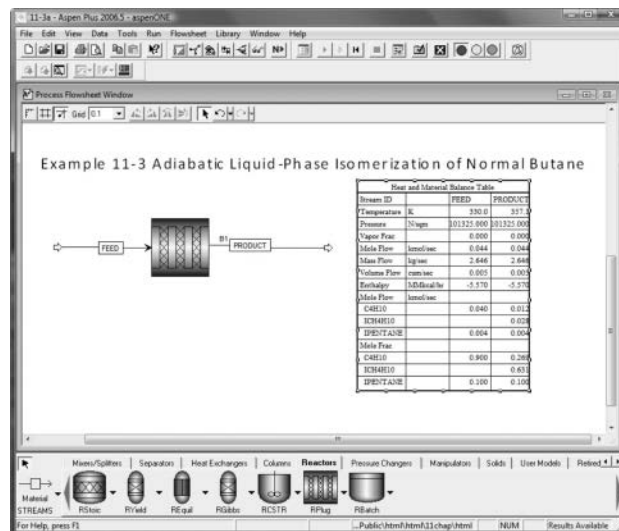 11-3a - Aspen Plus 2006.5 - aspenONE
File Edit View Data Tools Run Flowsheet Library Window Help
Process Flowsheet Window
Grid 0.1
Example 11-3 Adiabatic Liquid-Phase Isomerization of Normal Butane
Heat and Material Balance Table
Stream ID FEED PRODUCT
Temperature K 330.0 357.1
Pressure N/sqm 101325.000 101325.000
Vapor Frac 0.000 0.000
Mole Flow kmol/sec 0.044 0.044
Mass Flow kg/sec 2.646 2.646
Volume Flow cum/sec 0.005 0.005
Enthalpy MMkcal/hr -5.570 -5.570
Mole Flow kmol/sec
C4H10 0.040 0.012
ICH4H10 0.028
IPENTANE 0.004 0.004
Mole Frac
C4H10 0.900 0.269
ICH4H10 0.631
IPENTANE 0.100 0.100
FEED
B1
PRODUCT
Mixers/Splitters Separators Heat Exchangers Columns Reactors Pressure Changers Manipulators Solids User Models Retired
Material
STREAMS RStoic RYield REquil RGibbs RCSTR RPlug RBatch
For Help, press F1 ...Public\html\html\11chap\html NUM Results Available